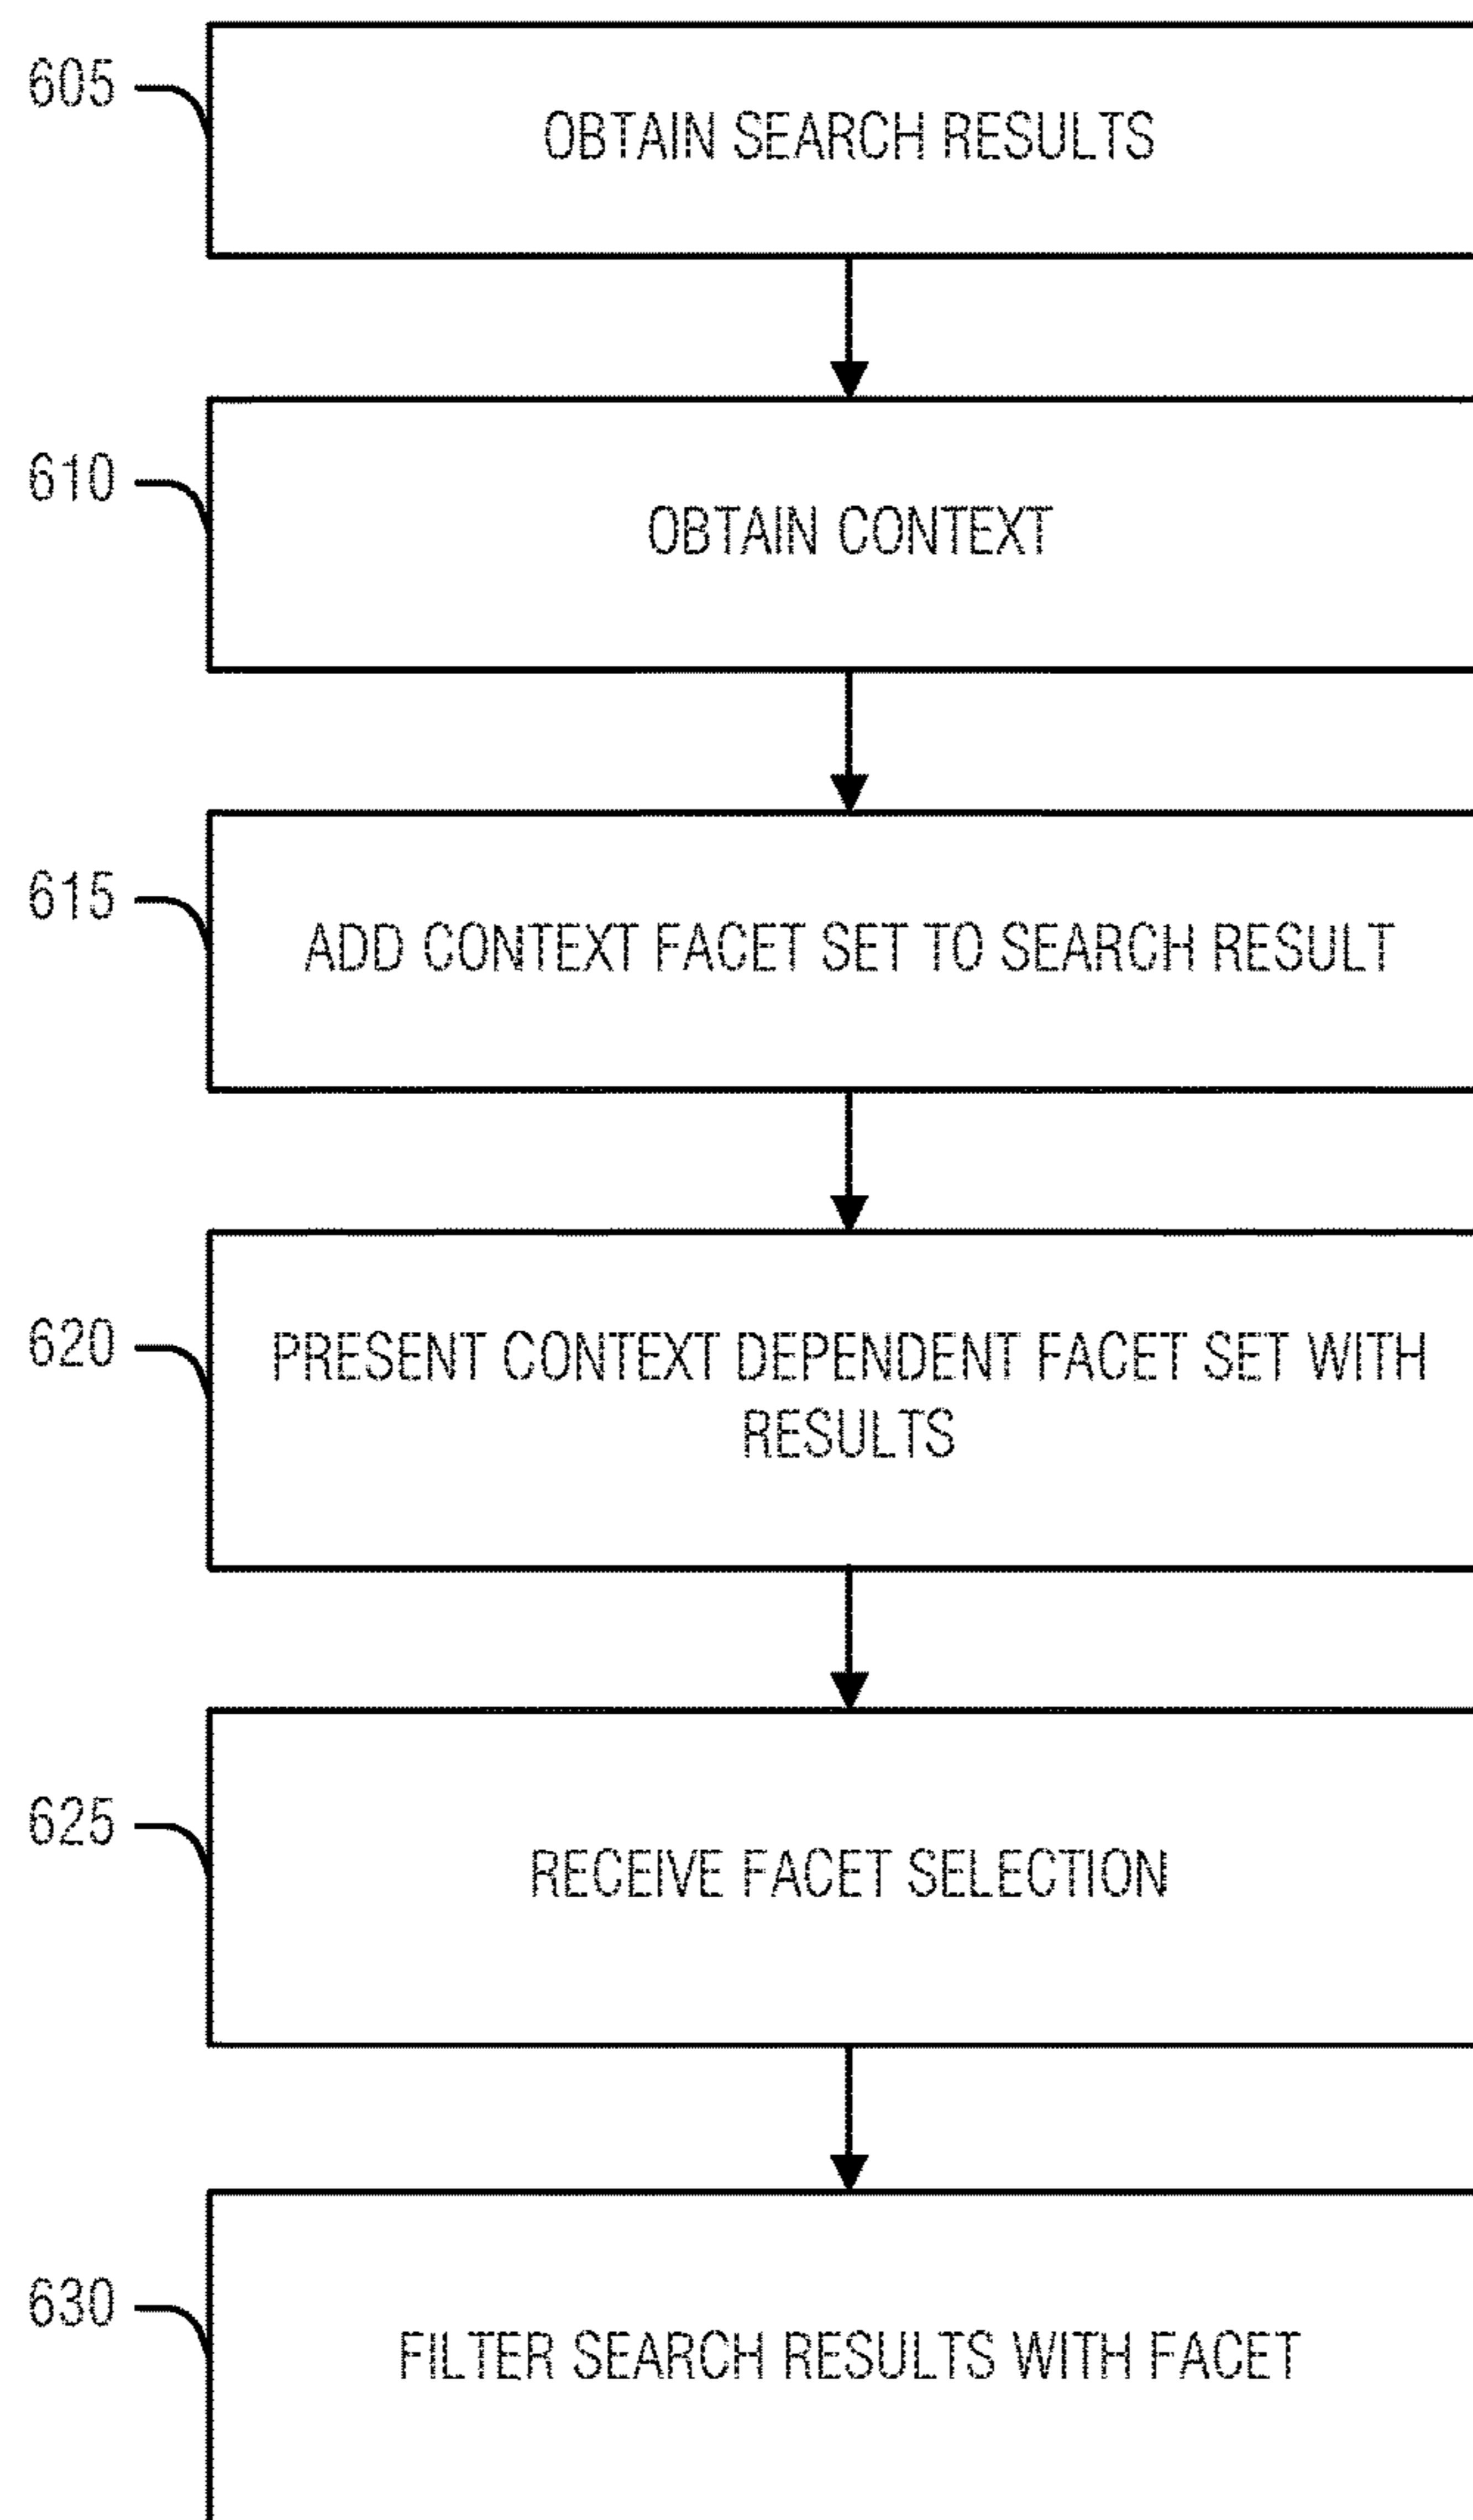 605
OBTAIN SEARCH RESULTS
610
OBTAIN CONTEXT
615
ADD CONTEXT FACET SET TO SEARCH RESULT
620
PRESENT CONTEXT DEPENDENT FACET SET WITH
RESULTS
625
RECEIVE FACET SELECTION
630
FILTER SEARCH RESULTS WITH FACET